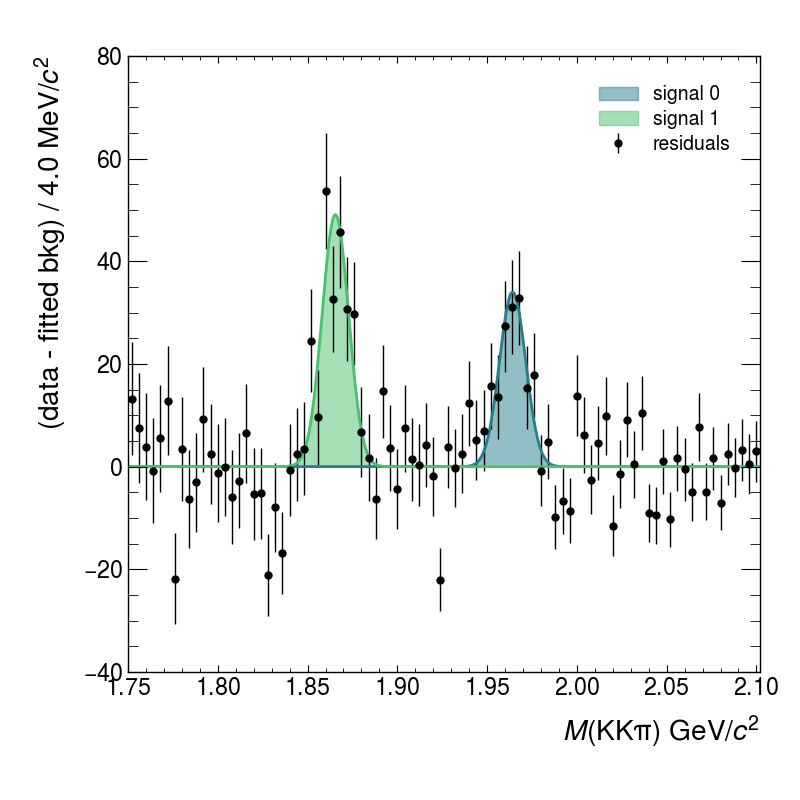 (data - fitted bkg) / 4.0 MeV/c²
80
60
40
20
0
−20
−40
signal 0
signal 1
residuals
1.75 1.80 1.85 1.90 1.95 2.00 2.05 2.10
M(KKπ) GeV/c²